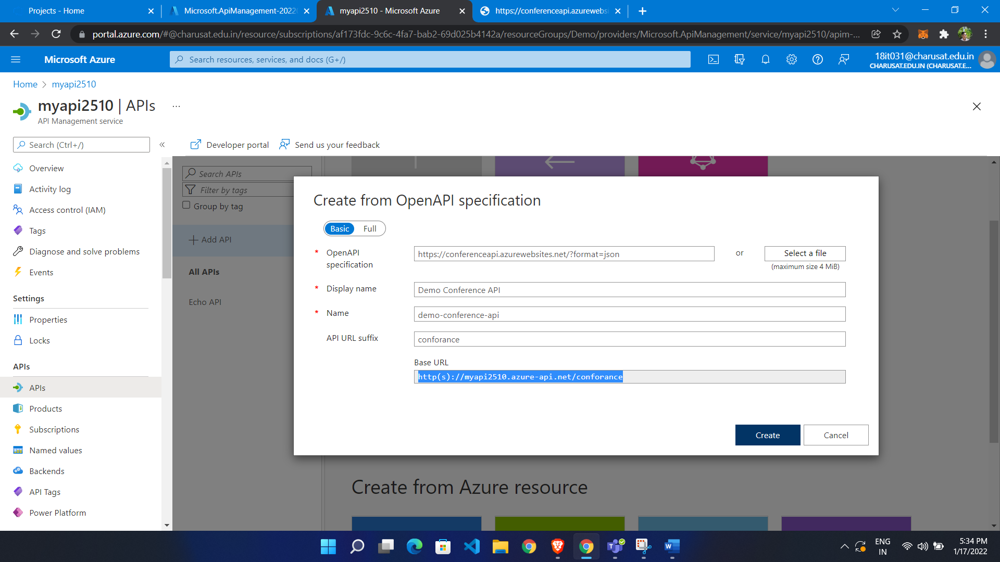 Projects - Home
Microsoft.ApiManagement-2022
myapi2510 - Microsoft Azure
https://conferenceapi.azurewebs
portal.azure.com/#@charusat.edu.in/resource/subscriptions/af173fdc-9c6c-4fa7-bab2-69d025b4142a/resourceGroups/Demo/providers/Microsoft.ApiManagement/service/myapi2510/apim-...
Microsoft Azure
Search resources, services, and docs (G+/)
18it031@charusat.edu.in
CHARUSAT.EDU.IN (CHARUSAT.E...
Home > myapi2510
myapi2510 | APIs ...
API Management service
Search (Ctrl+/)
«
Developer portal
Send us your feedback
Overview
Activity log
Access control (IAM)
Tags
Diagnose and solve problems
Events
Settings
Properties
Locks
APIs
APIs
Products
Subscriptions
Named values
Backends
API Tags
Power Platform
Search APIs
Filter by tags
Group by tag
+ Add API
All APIs
Echo API
Create from OpenAPI specification
Basic Full
* OpenAPI specification
https://conferenceapi.azurewebsites.net/?format=json
or
Select a file
(maximum size 4 MiB)
* Display name
Demo Conference API
* Name
demo-conference-api
API URL suffix
conforance
Base URL
http(s)://myapi2510.azure-api.net/conforance
Create
Cancel
Create from Azure resource
ENG
IN
5:34 PM
1/17/2022